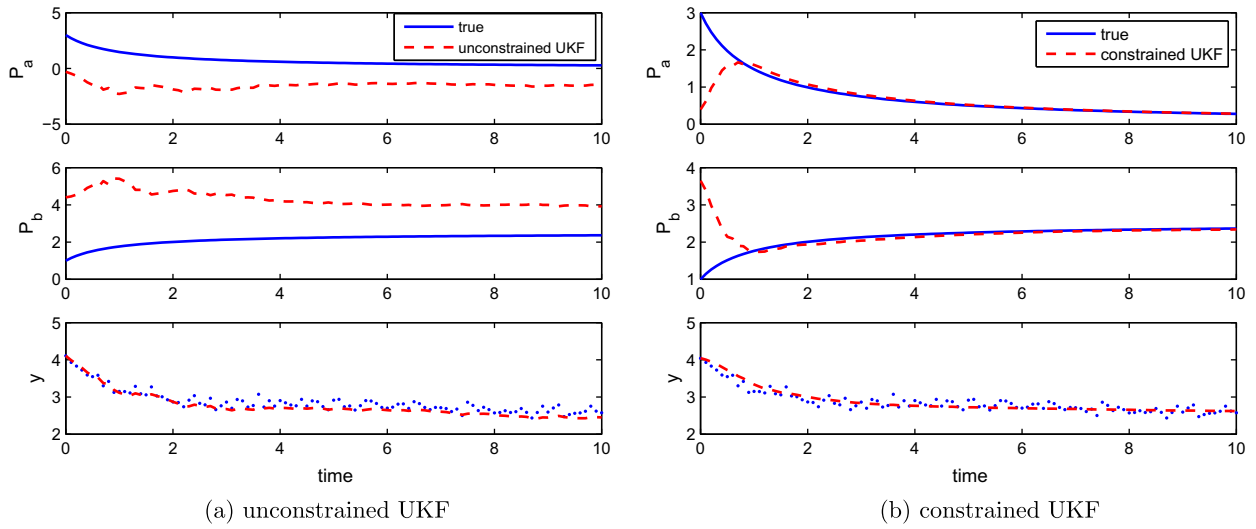 5
0
−5
P_a
true
unconstrained UKF
0 2 4 6 8 10
6
4
2
0
P_b
0 2 4 6 8 10
5
4
3
2
y
0 2 4 6 8 10
time
(a) unconstrained UKF
3
2
1
0
P_a
true
constrained UKF
0 2 4 6 8 10
4
3
2
1
P_b
0 2 4 6 8 10
5
4
3
2
y
0 2 4 6 8 10
time
(b) constrained UKF